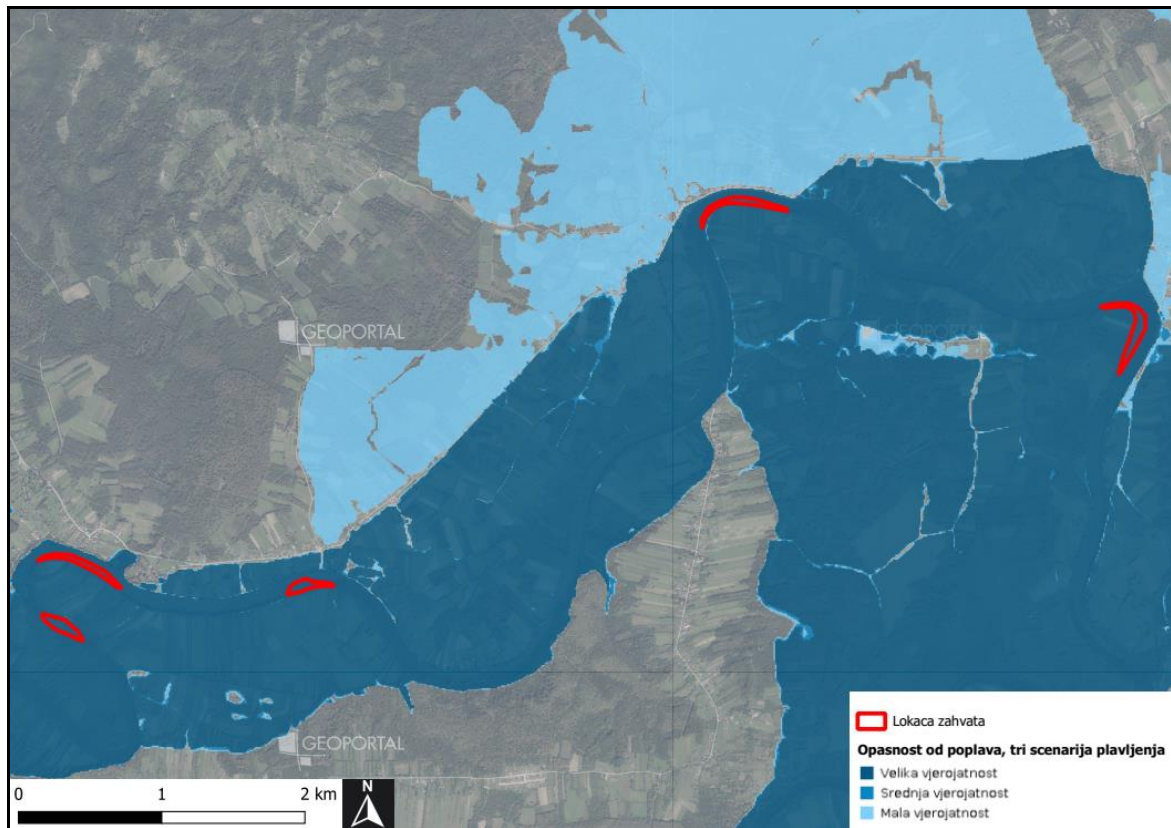 GEOPORTAL
GEOPORTAL
GEOPORTAL
Lokaca zahvata
Opasnost od poplava, tri scenarija plavljenja
Velika vjerojatnost
Srednja vjerojatnost
Mala vjerojatnost
0 1 2 km
N